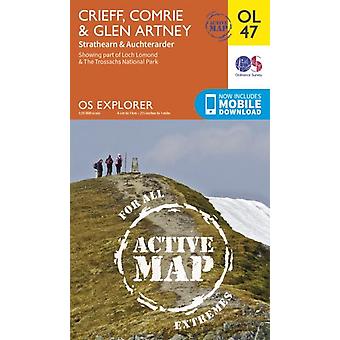 CRIEFF, COMRIE
& GLEN ARTNEY
Strathearn & Auchterarder
Showing part of Loch Lomond
& The Trossachs National Park
ACTIVE
MAP
OL
47
Ordnance Survey
OS EXPLORER
NOW INCLUDES
MOBILE
DOWNLOAD
FOR ALL
ACTIVE
MAP
EXTREMES